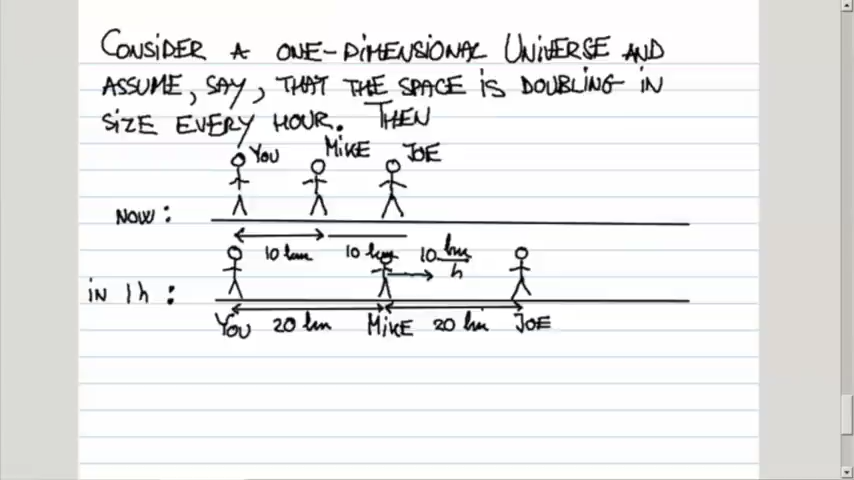 CONSIDER A ONE-DIMENSIONAL UNIVERSE AND
ASSUME, SAY, THAT THE SPACE IS DOUBLING IN
SIZE EVERY HOUR. THEN
YOU MIKE JOE
NOW:
10 km 10 km 10 km/h
in 1h:
YOU 20 km MIKE 20 km JOE